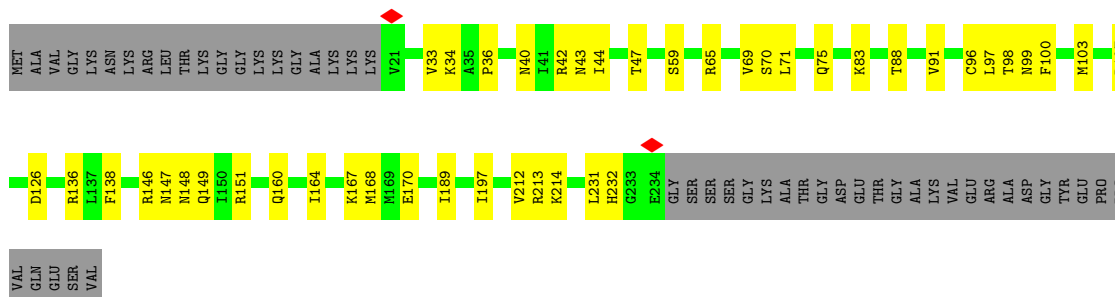 MET ALA VAL GLY LYS ASN LYS ARG LEU THR LYS GLY GLY LYS LYS GLY ALA LYS LYS LYS V21 V33 K34 A35 P36 N40 I41 R42 N43 I44 T47 S59 R65 V69 S70 L71 Q75 K83 T88 V91 C96 L97 T98 N99 F100 M103
D126 R136 L137 F138 R146 N147 N148 Q149 I150 R151 Q160 I164 K167 M168 M169 E170 I189 I197 V212 R213 K214 L231 H232 G233 E234 GLY SER SER SER GLY LYS ALA THR GLY ASP GLU THR GLY ALA LYS VAL GLU ARG ALA ASP GLY TYR GLU PRO
VAL GLN GLU SER VAL